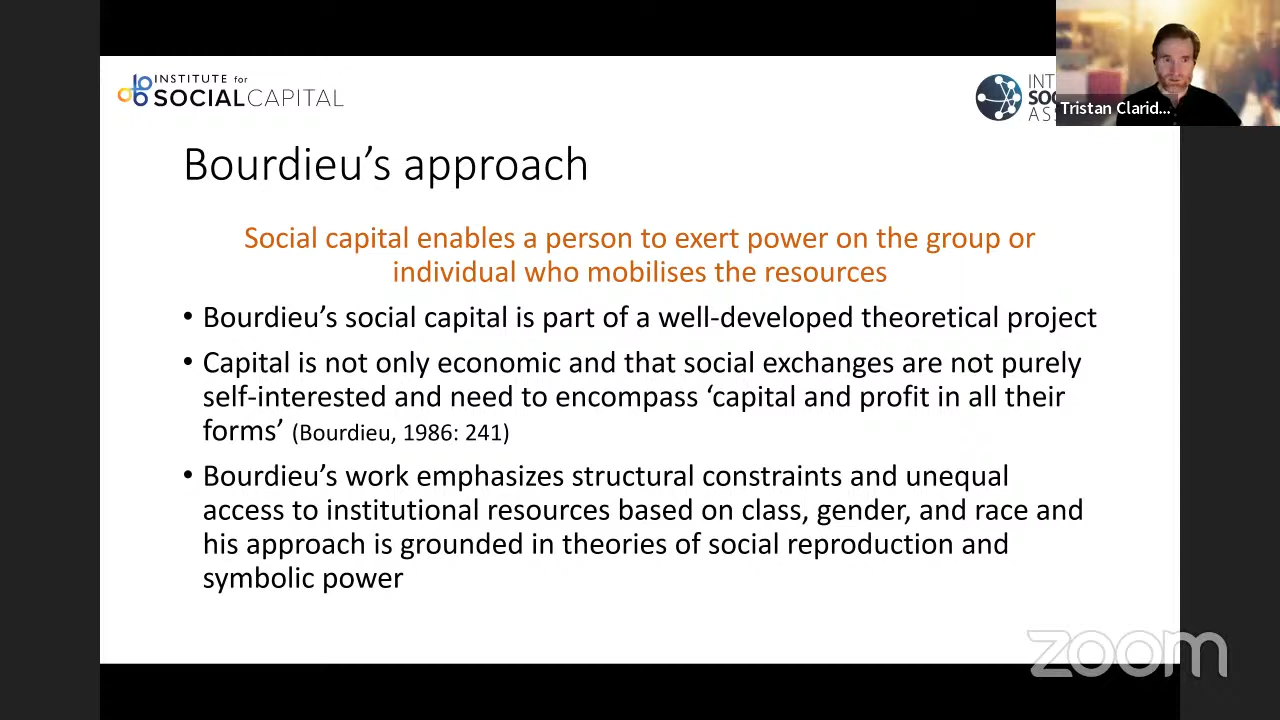 INSTITUTE for
SOCIALCAPITAL
Tristan Clarid...
Bourdieu’s approach
Social capital enables a person to exert power on the group or
individual who mobilises the resources
• Bourdieu’s social capital is part of a well-developed theoretical project
• Capital is not only economic and that social exchanges are not purely
self-interested and need to encompass ‘capital and profit in all their
forms’ (Bourdieu, 1986: 241)
• Bourdieu’s work emphasizes structural constraints and unequal
access to institutional resources based on class, gender, and race and
his approach is grounded in theories of social reproduction and
symbolic power
zoom